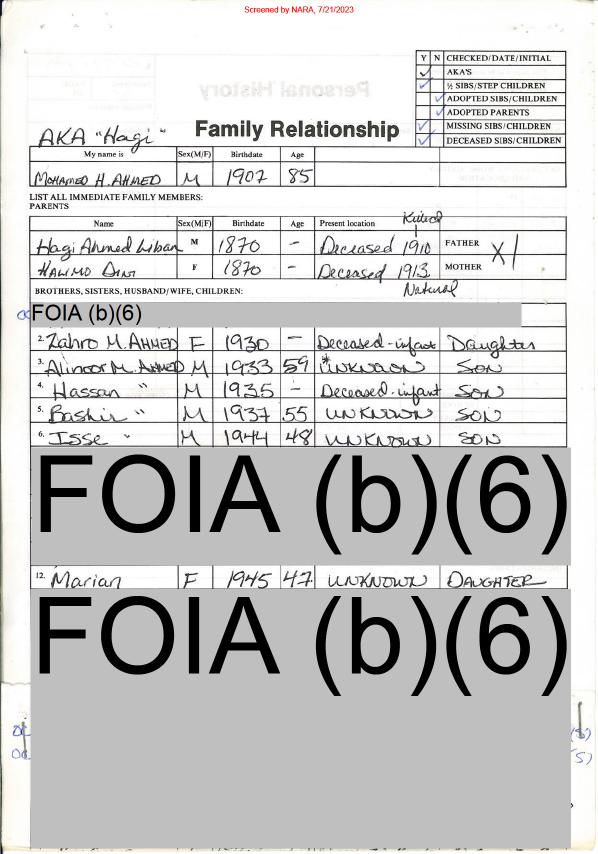 Screened by NARA, 7/21/2023
Y N CHECKED/DATE/INITIAL
✓ AKA'S
✓ ½ SIBS/STEP CHILDREN
✓ ADOPTED SIBS/CHILDREN
✓ ADOPTED PARENTS
✓ MISSING SIBS/CHILDREN
✓ DECEASED SIBS/CHILDREN
Personal History
AKA "Hagi"
Family Relationship
My name is Sex(M/F) Birthdate Age
MOHAMED H. AHMED M 1907 85
LIST ALL IMMEDIATE FAMILY MEMBERS:
PARENTS
Killed
Name Sex(M/F) Birthdate Age Present location
Hagi Ahmed Liban M 1870 - Deceased 1910 FATHER
HALIMO M F 1870 - Deceased 1913 MOTHER
X1
BROTHERS, SISTERS, HUSBAND/WIFE, CHILDREN: Natural
FOIA (b)(6)
2. Zahro M. AHMED F 1930 - Deceased-infant Daughter
3. Alinoor M. AHMED M 1933 59 *UNKNOWN SON
4. Hassan " M 1935 - Deceased-infant SON
5. Bashir " M 1937 55 UNKNOWN SON
6. Isse " M 1944 48 UNKNOWN SON
FOIA (b)(6)
12. Marian F 1945 47 UNKNOWN DAUGHTER
FOIA (b)(6)